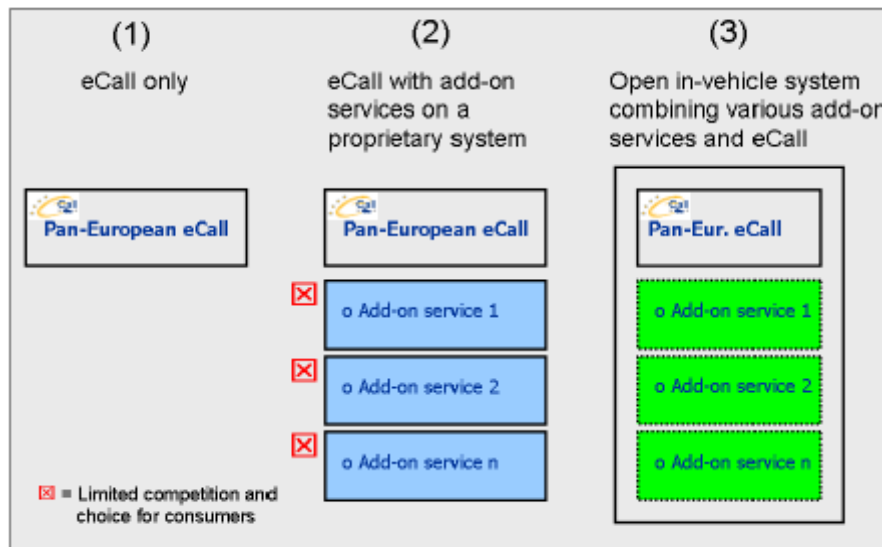 (1)
eCall only
Pan-European eCall
(2)
eCall with add-on
services on a
proprietary system
Pan-European eCall
o Add-on service 1
o Add-on service 2
o Add-on service n
(3)
Open in-vehicle system
combining various add-on
services and eCall
Pan-Eur. eCall
o Add-on service 1
o Add-on service 2
o Add-on service n
= Limited competition and
choice for consumers